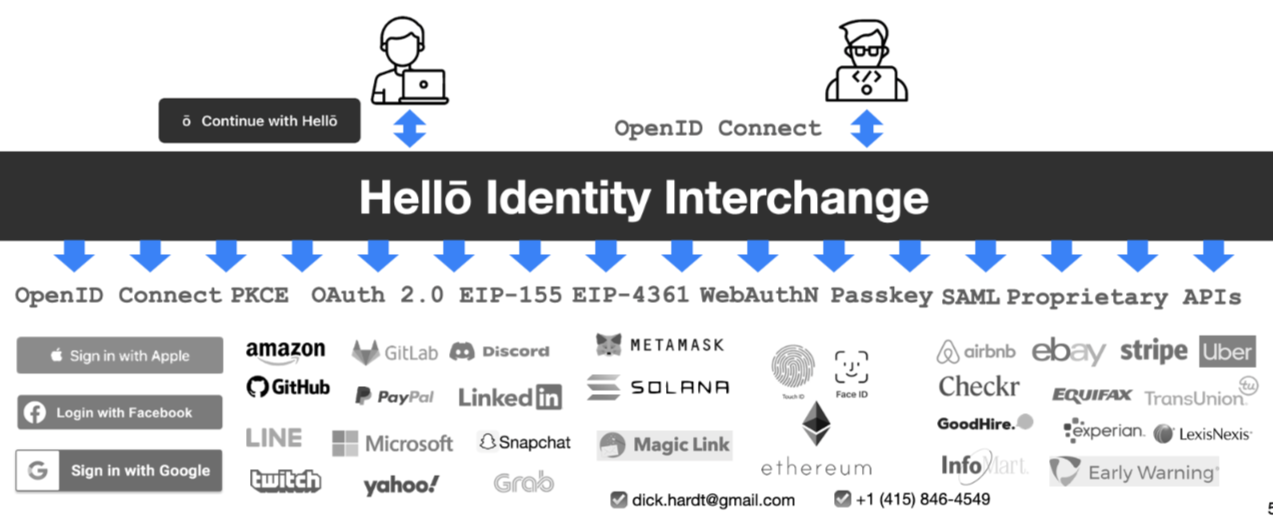 ō Continue with Hellō
OpenID Connect
</>
Hellō Identity Interchange
OpenID Connect PKCE OAuth 2.0 EIP-155 EIP-4361 WebAuthN Passkey SAML Proprietary APIs
Sign in with Apple
amazon
GitLab
Discord
METAMASK
Touch ID
Face ID
airbnb
ebay
stripe
Uber
GitHub
PayPal
LinkedIn
SOLANA
Checkr
EQUIFAX
TransUnion
tu
Login with Facebook
LINE
Microsoft
Snapchat
Magic Link
GoodHire.
experian.
LexisNexis
G Sign in with Google
twitch
yahoo!
Grab
ethereum
InfoMart.
Early Warning
dick.hardt@gmail.com
+1 (415) 846-4549
5